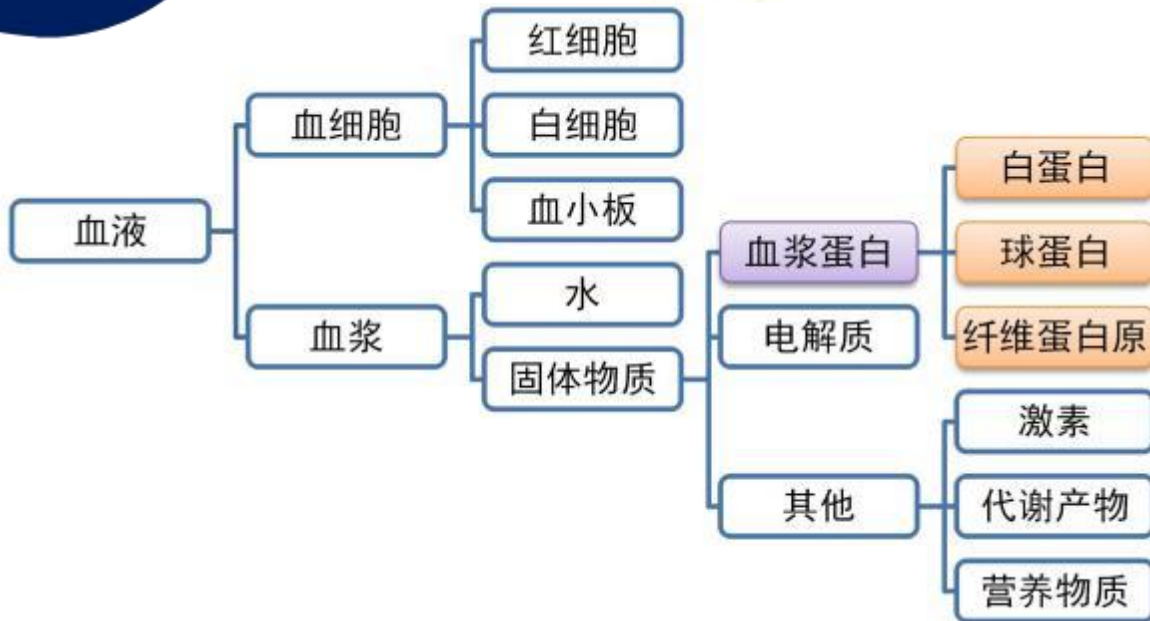 血液
血细胞
红细胞
白细胞
血小板
血浆
水
固体物质
血浆蛋白
白蛋白
球蛋白
纤维蛋白原
电解质
其他
激素
代谢产物
营养物质